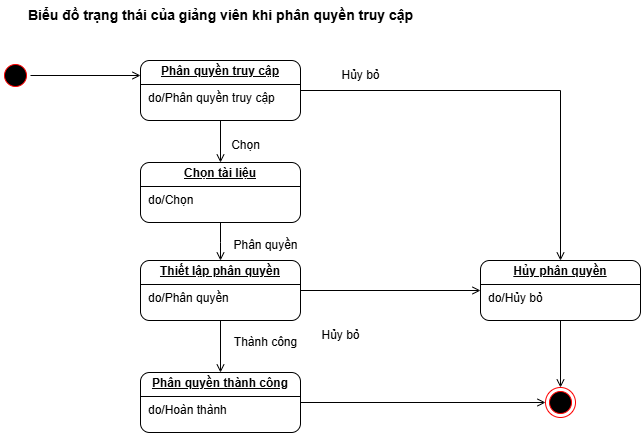 Biểu đồ trạng thái của giảng viên khi phân quyền truy cập
Phân quyền truy cập
do/Phân quyền truy cập
Hủy bỏ
Chọn
Chọn tài liệu
do/Chọn
Phân quyền
Thiết lập phân quyền
do/Phân quyền
Hủy phân quyền
do/Hủy bỏ
Thành công
Hủy bỏ
Phân quyền thành công
do/Hoàn thành